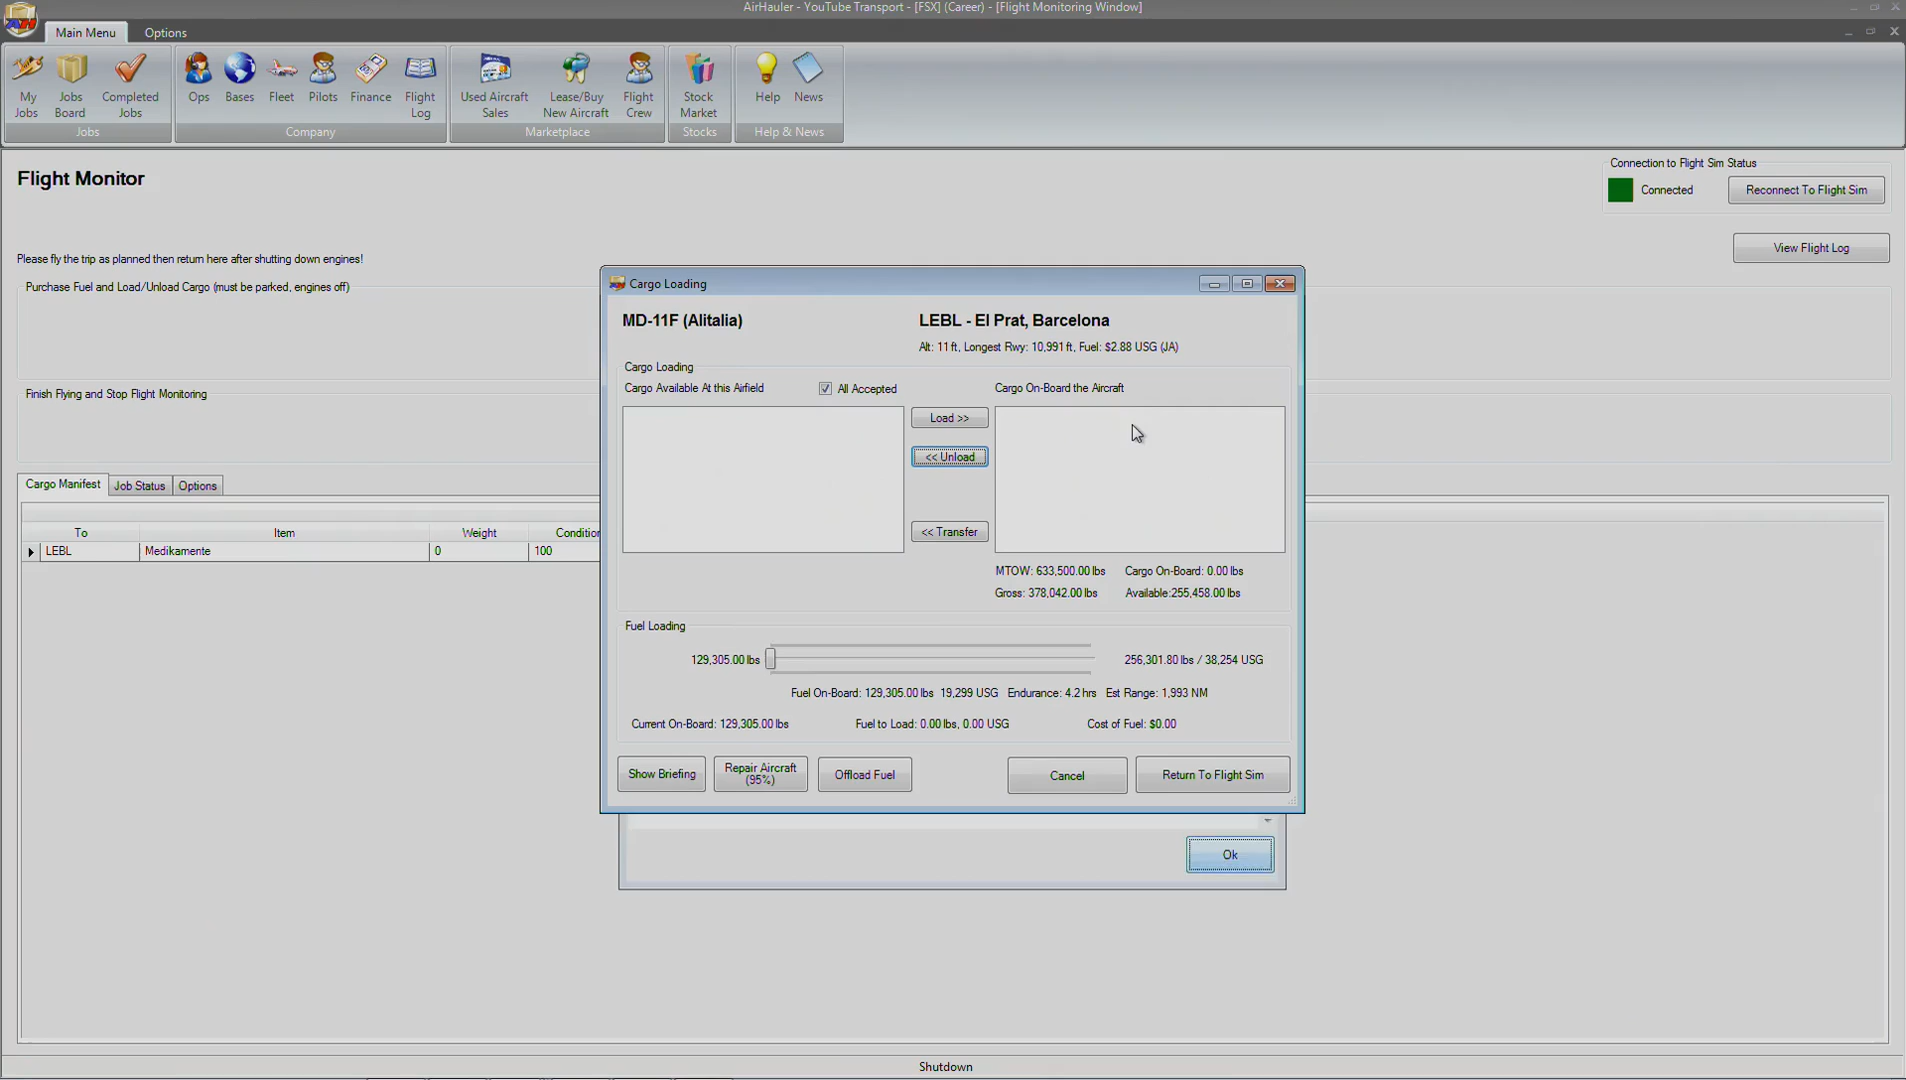 AirHauler - YouTube Transport - [FSX] (Career) - [Flight Monitoring Window]
Main Menu Options
My Jobs
Jobs Board
Completed Jobs
Ops
Bases
Fleet
Pilots
Finance
Flight Log
Used Aircraft Sales
Lease/Buy New Aircraft
Flight Crew
Stock Market
Help
News
Jobs
Company
Marketplace
Stocks
Help & News
Flight Monitor
Connection to Flight Sim Status
Connected
Reconnect To Flight Sim
View Flight Log
Please fly the trip as planned then return here after shutting down engines!
Purchase Fuel and Load/Unload Cargo (must be parked, engines off)
Finish Flying and Stop Flight Monitoring
Cargo Manifest Job Status Options
To Item Weight Condition
LEBL Medikamente 0 100
Cargo Loading
MD-11F (Alitalia)
LEBL - El Prat, Barcelona
Alt: 11 ft, Longest Rwy: 10,991 ft, Fuel: $2.88 USG (JA)
Cargo Loading
Cargo Available At this Airfield
All Accepted
Cargo On-Board the Aircraft
Load >>
<< Unload
<< Transfer
MTOW: 633,500.00 lbs Cargo On-Board: 0.00 lbs
Gross: 378,042.00 lbs Available:255,458.00 lbs
Fuel Loading
129,305.00 lbs
256,301.80 lbs / 38,254 USG
Fuel On-Board: 129,305.00 lbs 19,299 USG Endurance: 4.2 hrs Est Range: 1,993 NM
Current On-Board: 129,305.00 lbs Fuel to Load: 0.00 lbs, 0.00 USG Cost of Fuel: $0.00
Show Briefing
Repair Aircraft (95%)
Offload Fuel
Cancel
Return To Flight Sim
Ok
Shutdown